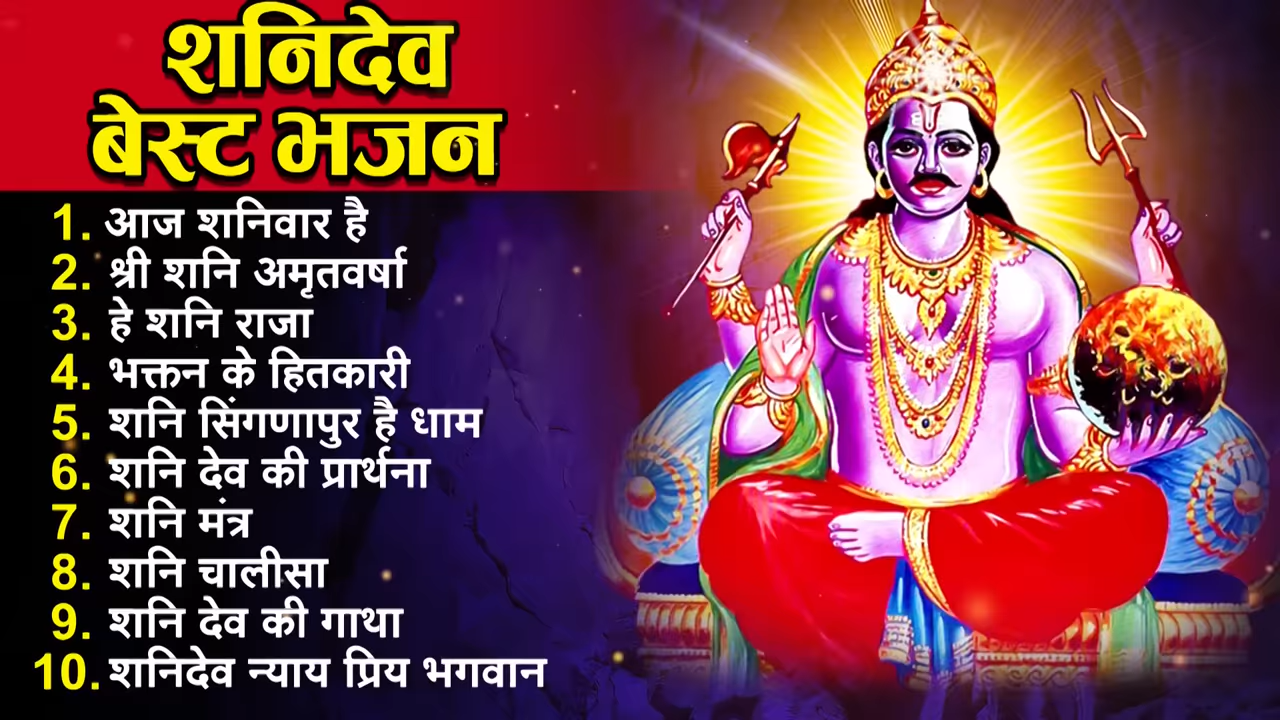 शनिदेव
बेस्ट भजन
1. आज शनिवार है
2. श्री शनि अमृतवर्षा
3. हे शनि राजा
4. भक्तन के हितकारी
5. शनि सिंगणापुर है धाम
6. शनि देव की प्रार्थना
7. शनि मंत्र
8. शनि चालीसा
9. शनि देव की गाथा
10. शनिदेव न्याय प्रिय भगवान